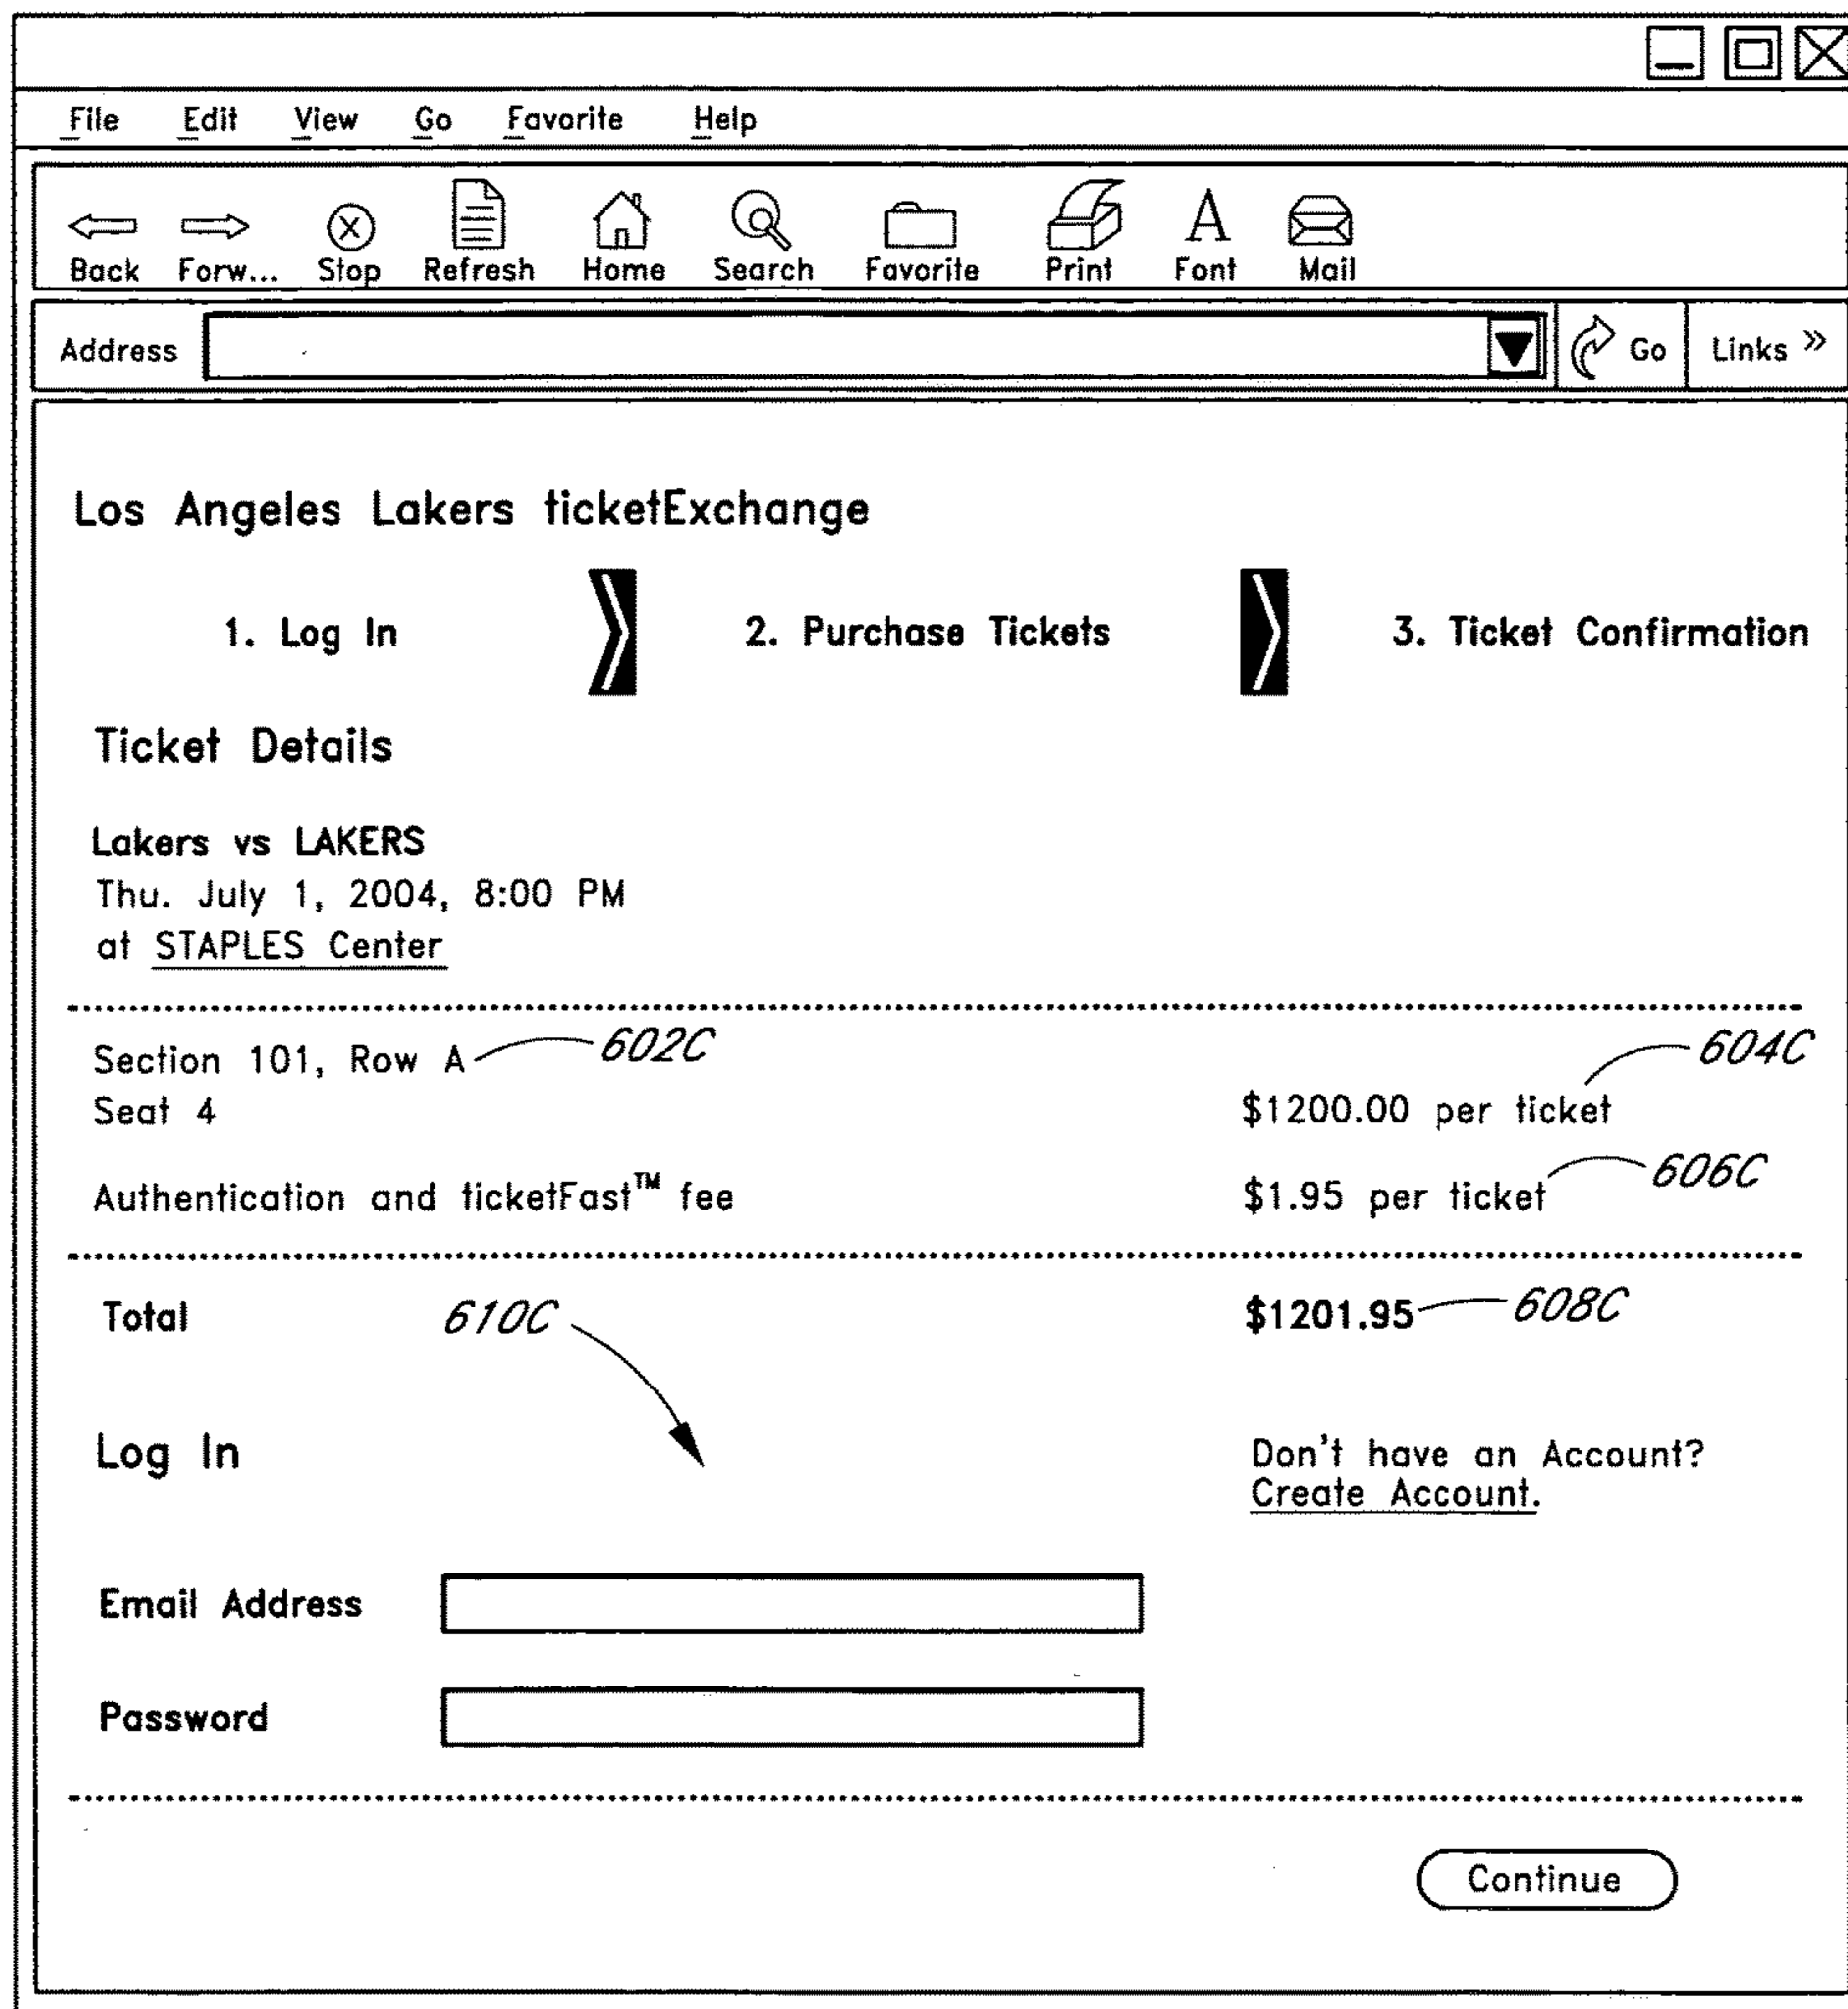 File Edit View Go Favorite Help
Back Forw... Stop Refresh Home Search Favorite Print A Font Mail
Address Go Links »
Los Angeles Lakers ticketExchange
1. Log In 2. Purchase Tickets 3. Ticket Confirmation
Ticket Details
Lakers vs LAKERS
Thu. July 1, 2004, 8:00 PM
at STAPLES Center
Section 101, Row A 602C 604C
Seat 4 $1200.00 per ticket
Authentication and ticketFast™ fee $1.95 per ticket 606C
Total 610C $1201.95 608C
Log In Don't have an Account?
Create Account.
Email Address
Password
Continue